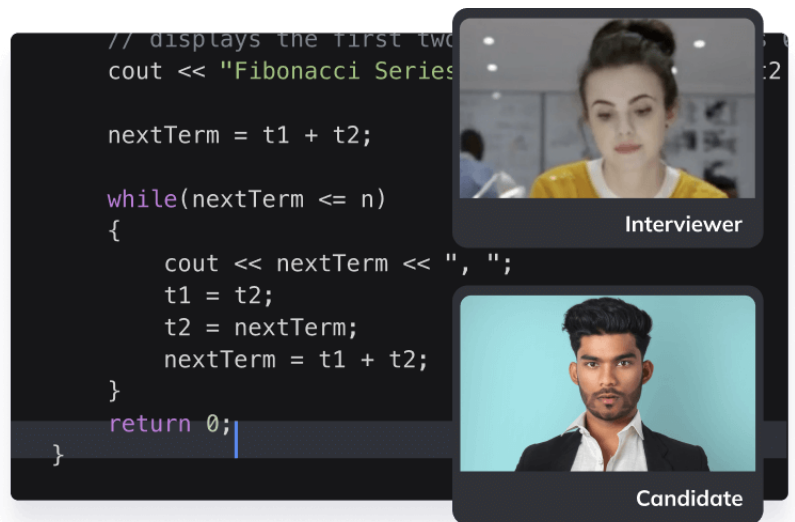 // displays the first two
cout << "Fibonacci Series t2
nextTerm = t1 + t2;
while(nextTerm <= n)
{
cout << nextTerm << ", ";
t1 = t2;
t2 = nextTerm;
nextTerm = t1 + t2;
}
return 0;
}
Interviewer
Candidate